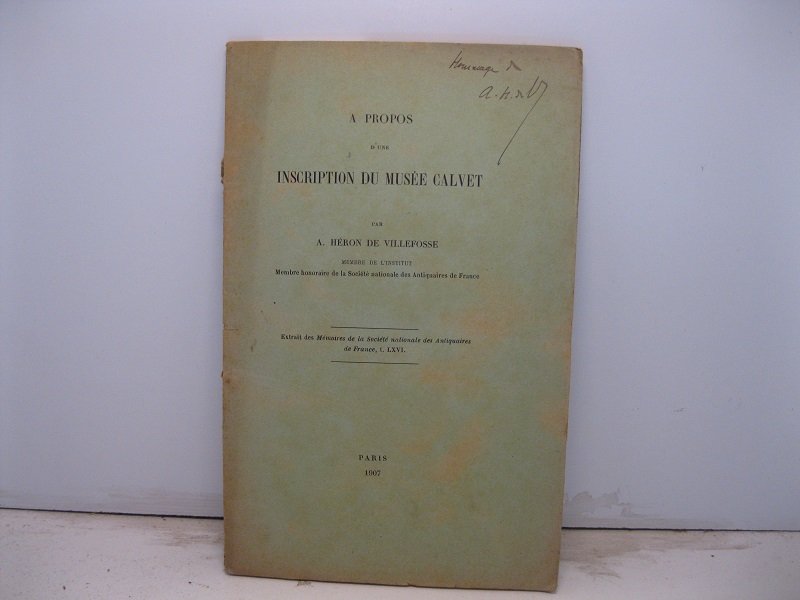 Hommage de
A. H. de V
A PROPOS
D'UNE
INSCRIPTION DU MUSÉE CALVET
PAR
A. HÉRON DE VILLEFOSSE
MEMBRE DE L'INSTITUT
Membre honoraire de la Société nationale des Antiquaires de France
Extrait des Mémoires de la Société nationale des Antiquaires
de France, t. LXVI.
PARIS
1907